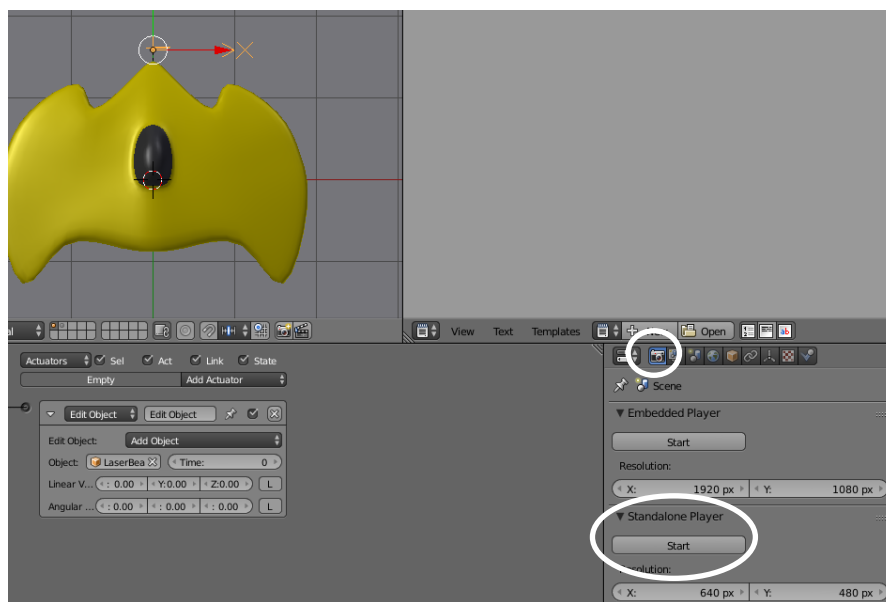 al
View Text Templates
Open
Actuators Sel Act Link State
Empty Add Actuator
Edit Object Edit Object
Edit Object: Add Object
Object: LaserBea Time: 0
Linear V... : 0.00 Y:0.00 Z:0.00 L
Angular ... : 0.00 : 0.00 : 0.00 L
Scene
Embedded Player
Start
Resolution:
X: 1920 px Y: 1080 px
Standalone Player
Start
Resolution:
X: 640 px Y: 480 px